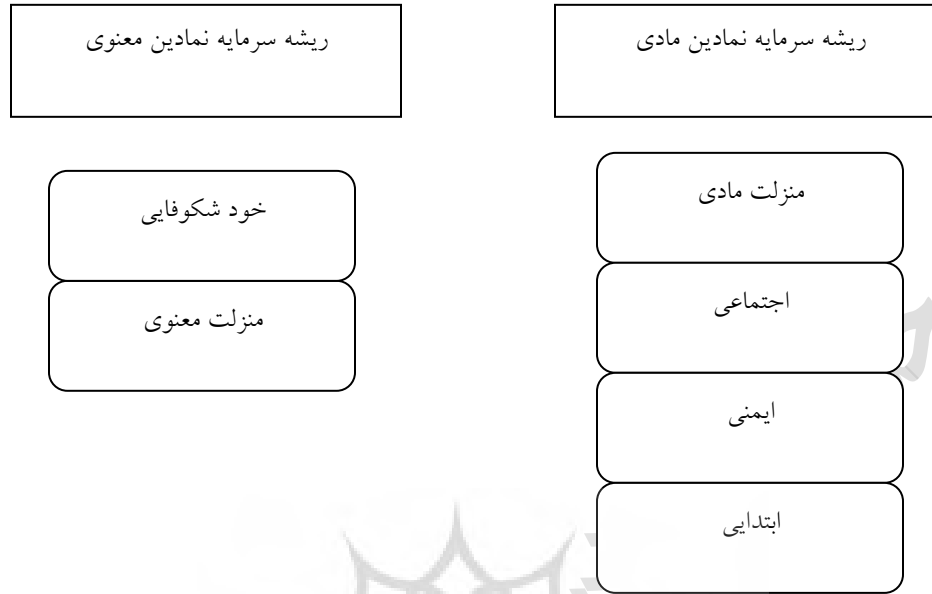 ریشه سرمایه نمادین مادی
منزلت مادی
اجتماعی
ایمنی
ابتدایی
ریشه سرمایه نمادین معنوی
خود شکوفایی
منزلت معنوی